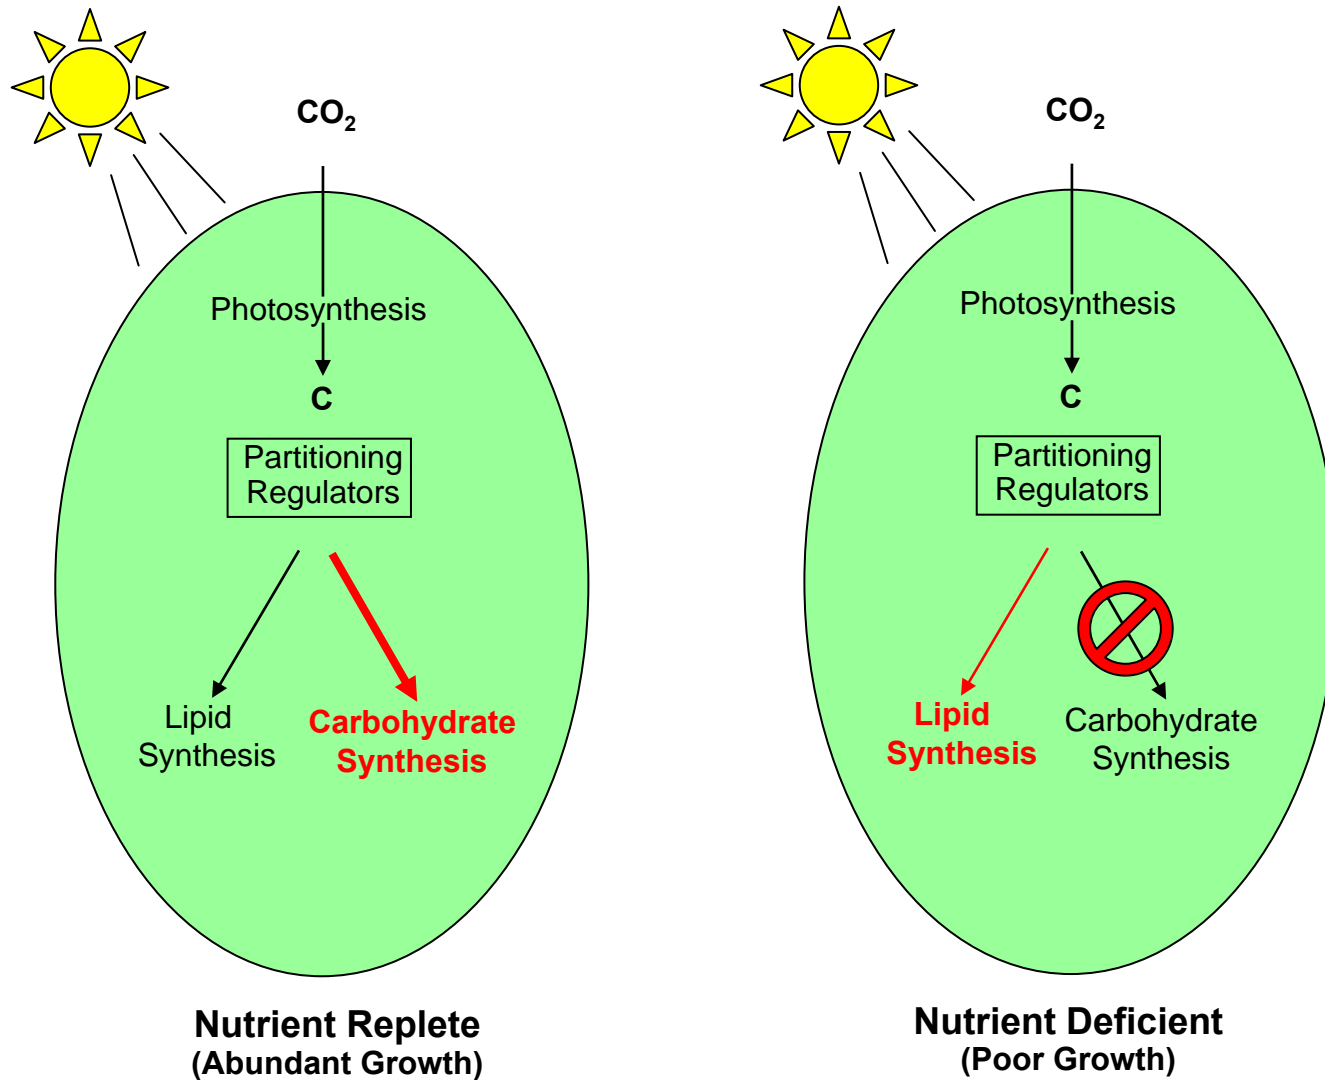 CO₂
Photosynthesis
C
Partitioning
Regulators
Lipid
Synthesis
Carbohydrate
Synthesis
Nutrient Replete
(Abundant Growth)
CO₂
Photosynthesis
C
Partitioning
Regulators
Lipid
Synthesis
Carbohydrate
Synthesis
Nutrient Deficient
(Poor Growth)